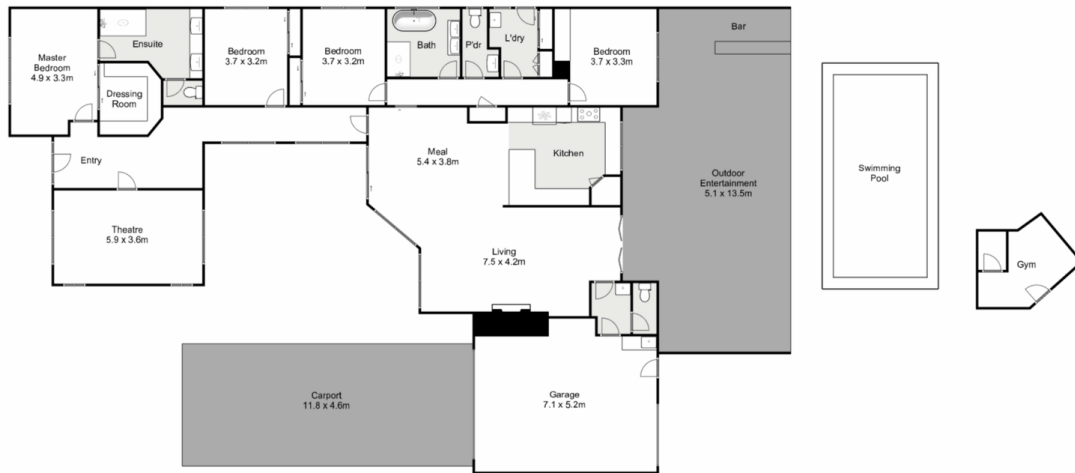 Master
Bedroom
4.9 x 3.3m
Ensuite
Dressing
Room
Bedroom
3.7 x 3.2m
Bedroom
3.7 x 3.2m
Bath
P'dr
L'dry
Bedroom
3.7 x 3.3m
Bar
Entry
Meal
5.4 x 3.8m
Kitchen
Outdoor
Entertainment
5.1 x 13.5m
Swimming
Pool
Theatre
5.9 x 3.6m
Living
7.5 x 4.2m
Gym
Carport
11.8 x 4.6m
Garage
7.1 x 5.2m